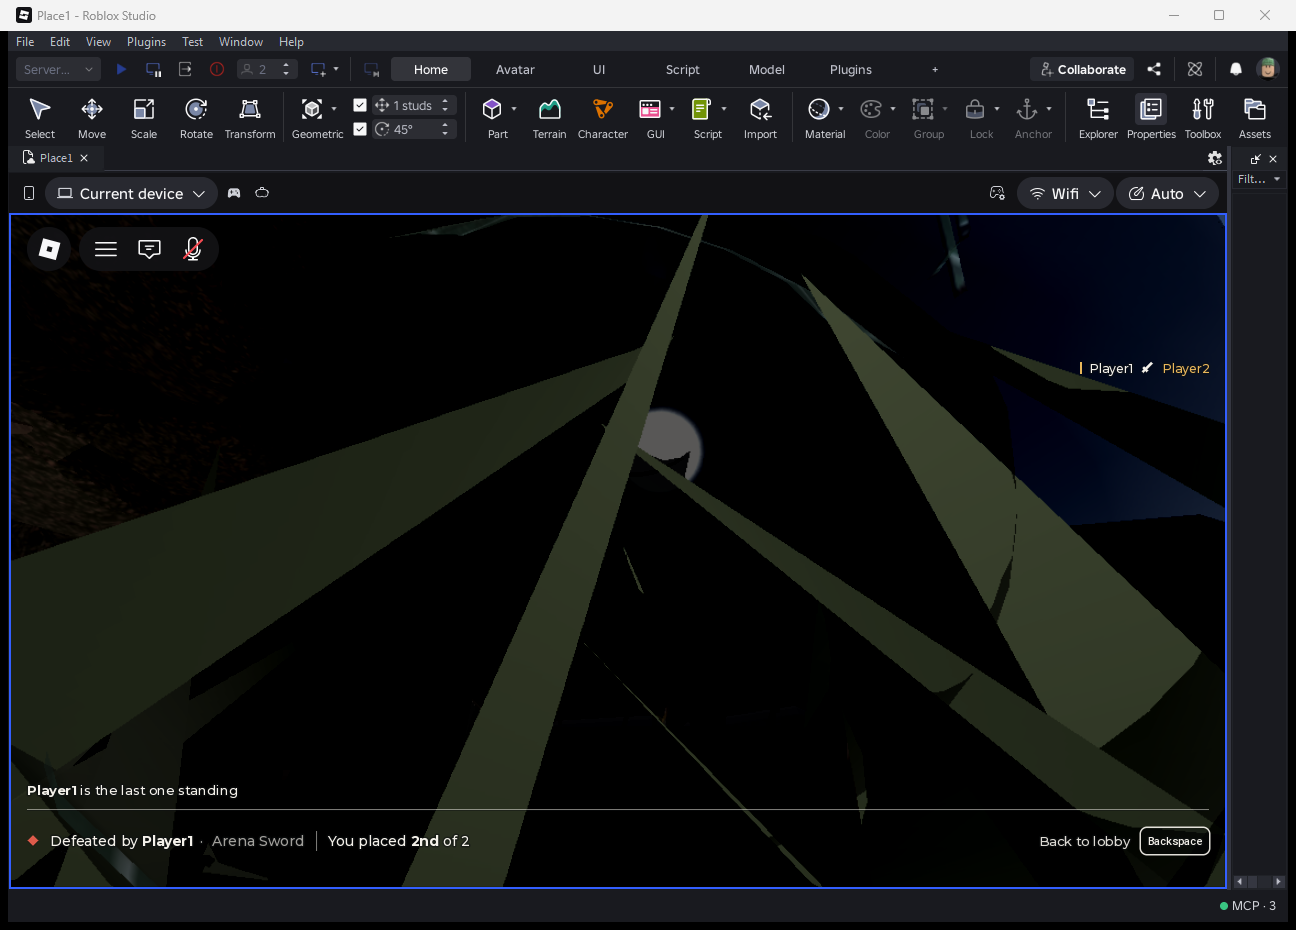 Place1 - Roblox Studio
File Edit View Plugins Test Window Help
Server... 2 Home Avatar UI Script Model Plugins + Collaborate
1 studs
45°
Select Move Scale Rotate Transform Geometric Part Terrain Character GUI Script Import Material Color Group Lock Anchor Explorer Properties Toolbox Assets
Place1
Current device Wifi Auto
Filt...
Player1 Player2
Player1 is the last one standing
Defeated by Player1 · Arena Sword You placed 2nd of 2 Back to lobby Backspace
MCP · 3